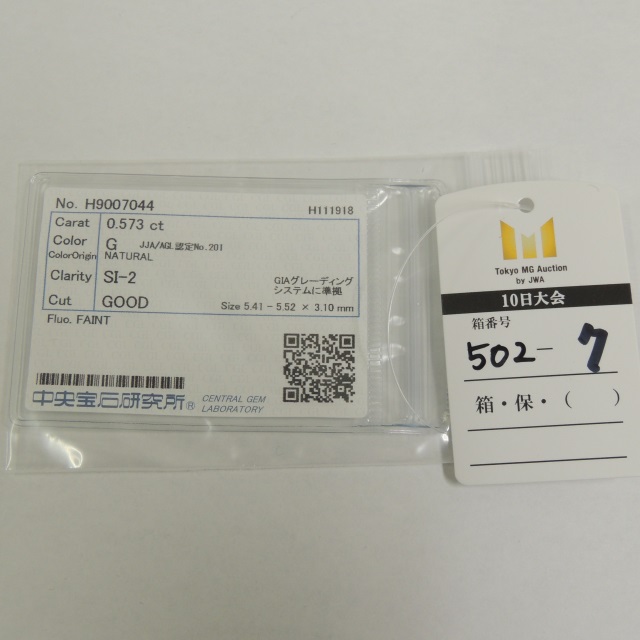 No. H9007044
H111918
Carat 0.573 ct
Color G JJA/AGL認定No.201
ColorOrigin NATURAL
Clarity SI-2
GIAグレーディング
システムに準拠
Cut GOOD
Size 5.41 - 5.52 × 3.10 mm
Fluo. FAINT
中央宝石研究所®
CENTRAL GEM
LABORATORY
Tokyo MG Auction
by JWA
10日大会
箱番号
502-7
箱・保・( )